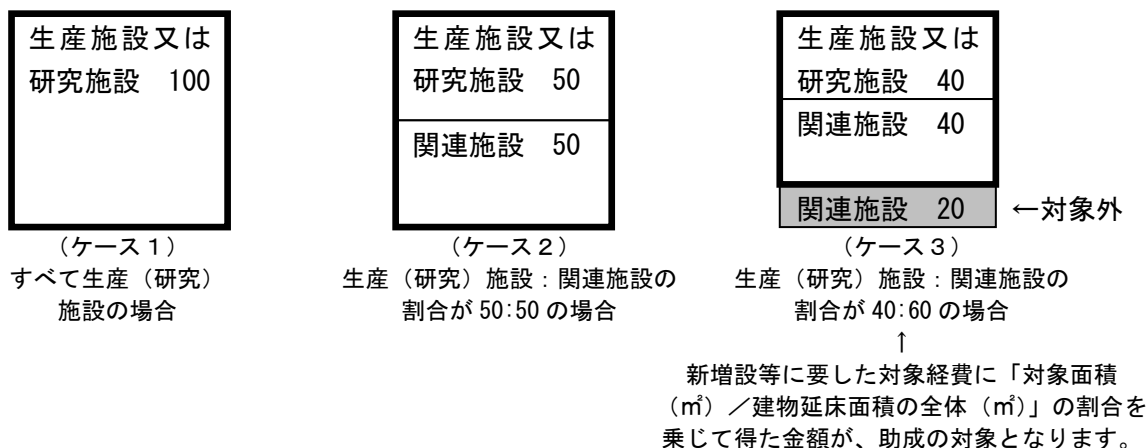 生産施設又は
研究施設　100
(ケース１)
すべて生産（研究）
施設の場合
生産施設又は
研究施設　50
関連施設　50
(ケース２)
生産（研究）施設：関連施設の
割合が 50:50 の場合
生産施設又は
研究施設　40
関連施設　40
関連施設　20
←対象外
(ケース３)
生産（研究）施設：関連施設の
割合が 40:60 の場合
↑
新増設等に要した対象経費に「対象面積
（㎡）／建物延床面積の全体（㎡）」の割合を
乗じて得た金額が、助成の対象となります。